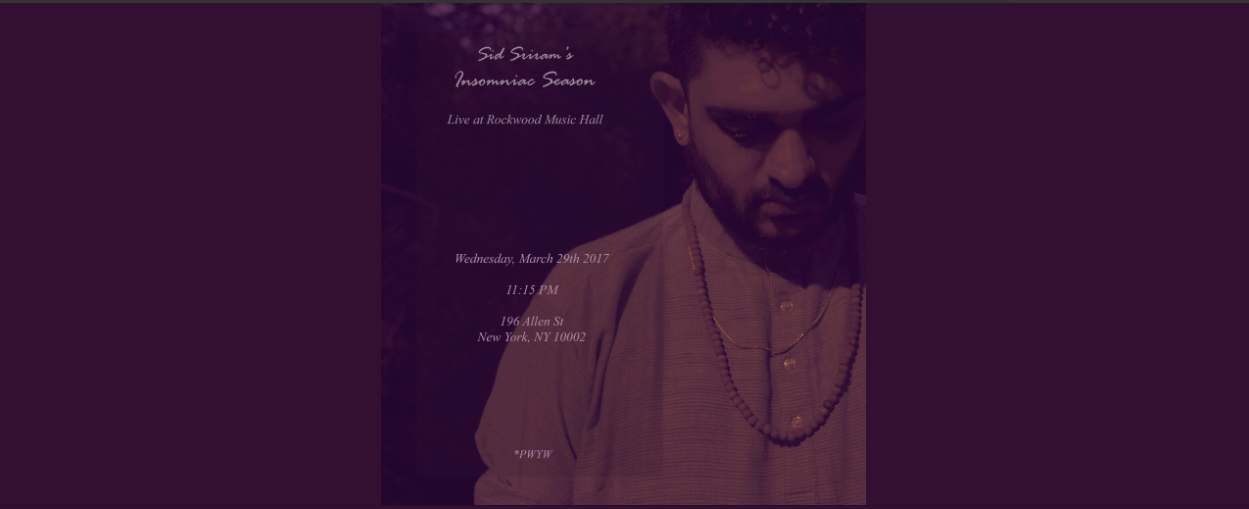 Sid Sriram's
Insomniac Season
Live at Rockwood Music Hall
Wednesday, March 29th 2017
11:15 PM
196 Allen St
New York, NY 10002
*PWYW